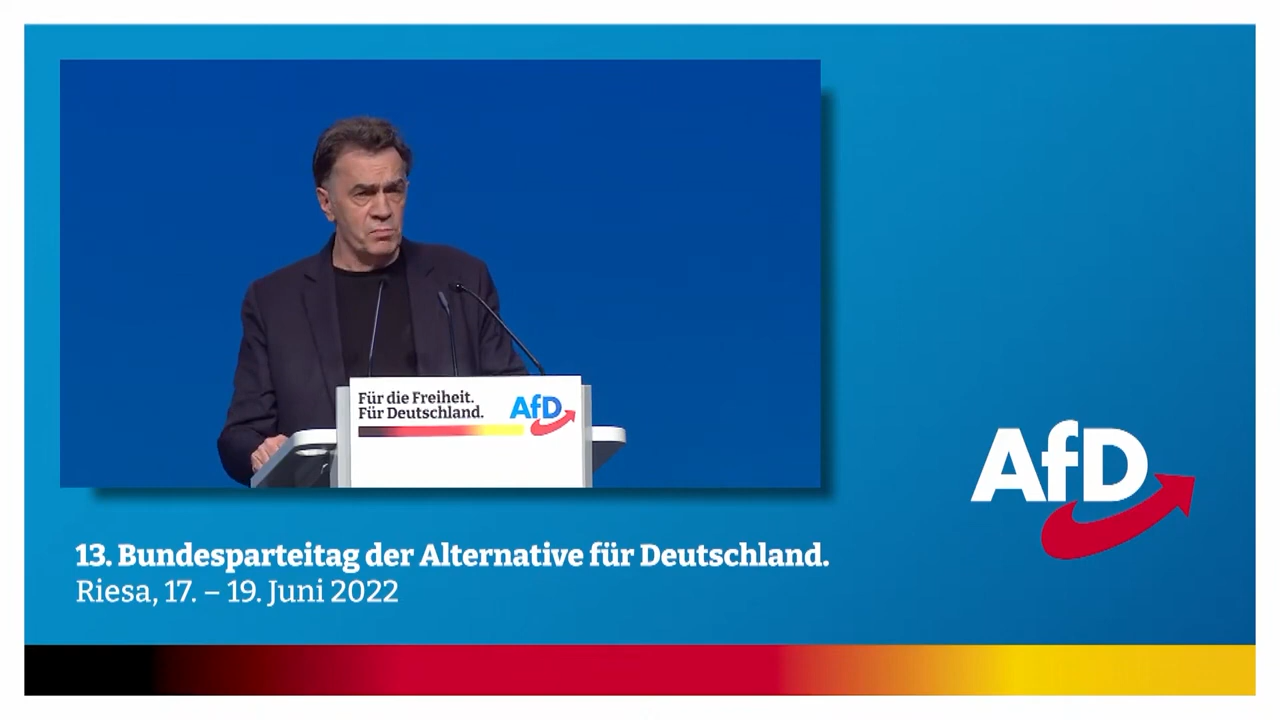 Für die Freiheit.
Für Deutschland.
AfD
AfD
13. Bundesparteitag der Alternative für Deutschland.
Riesa, 17. – 19. Juni 2022